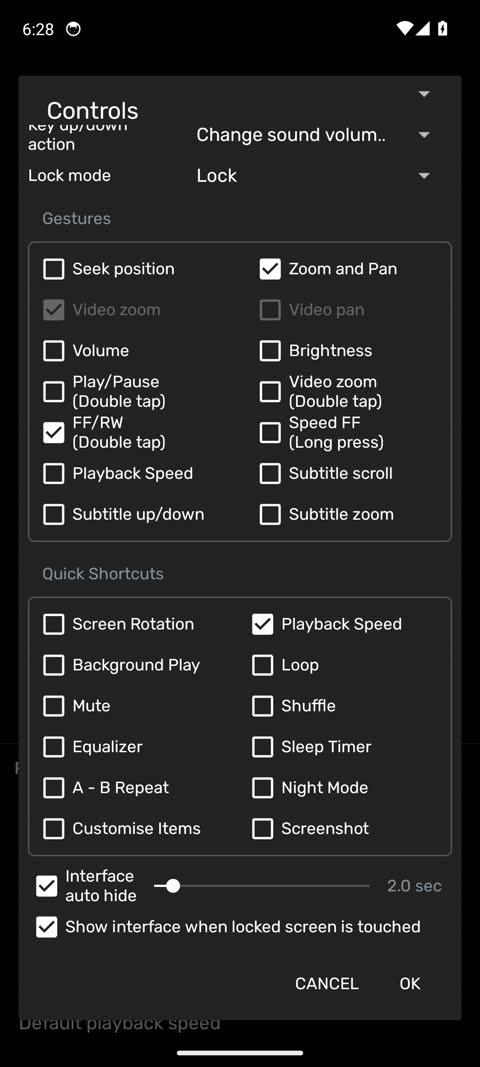 6:28
Controls
Key up/down
action
Change sound volum..
Lock mode
Lock
Gestures
Seek position
Zoom and Pan
Video zoom
Video pan
Volume
Brightness
Play/Pause
(Double tap)
Video zoom
(Double tap)
FF/RW
(Double tap)
Speed FF
(Long press)
Playback Speed
Subtitle scroll
Subtitle up/down
Subtitle zoom
Quick Shortcuts
Screen Rotation
Playback Speed
Background Play
Loop
Mute
Shuffle
Equalizer
Sleep Timer
A - B Repeat
Night Mode
Customise Items
Screenshot
Interface
auto hide
2.0 sec
Show interface when locked screen is touched
CANCEL
OK
Default playback speed